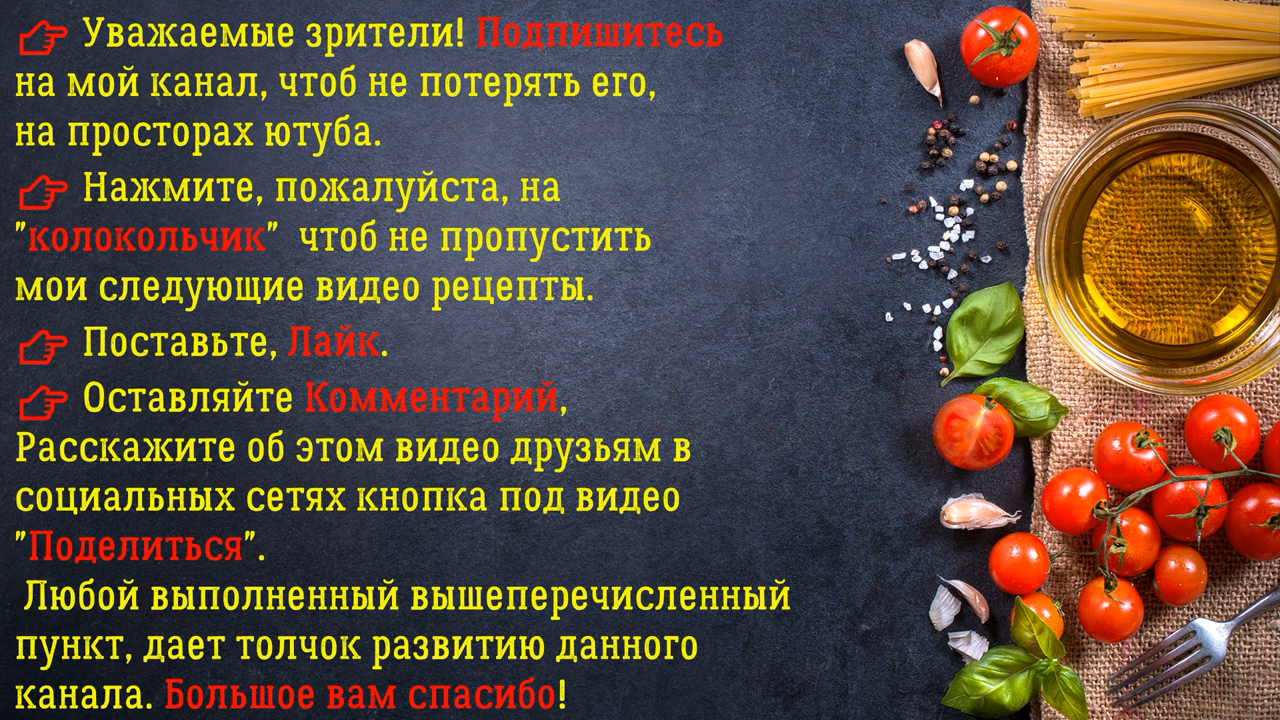 Уважаемые зрители! Подпишитесь
на мой канал, чтоб не потерять его,
на просторах ютуба.
Нажмите, пожалуйста, на
"колокольчик" чтоб не пропустить
мои следующие видео рецепты.
Поставьте, Лайк.
Оставляйте Комментарий,
Расскажите об этом видео друзьям в
социальных сетях кнопка под видео
"Поделиться".
Любой выполненный вышеперечисленный
пункт, дает толчок развитию данного
канала. Большое вам спасибо!